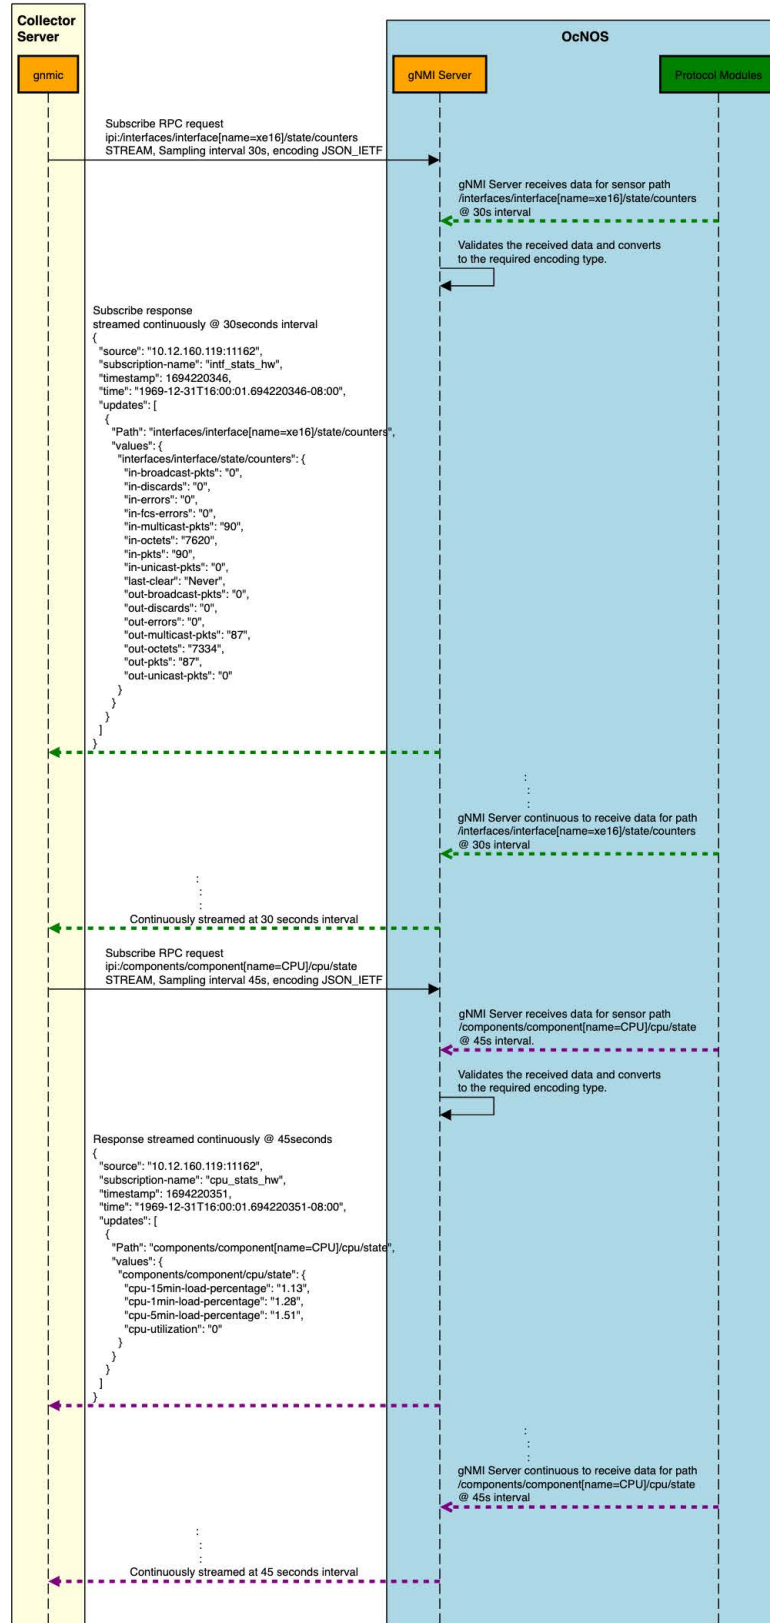 Collector
Server
OcNOS
gnmic
gNMI Server
Protocol Modules
Subscribe RPC request
ipi:/interfaces/interface[name=xe16]/state/counters
STREAM, Sampling interval 30s, encoding JSON_IETF
gNMI Server receives data for sensor path
/interfaces/interface[name=xe16]/state/counters
@ 30s interval
Validates the received data and converts
to the required encoding type.
Subscribe response
streamed continuously @ 30seconds interval
{
"source": "10.12.160.119:11162",
"subscription-name": "intf_stats_hw",
"timestamp": 1694220346,
"time": "1969-12-31T16:00:01.694220346-08:00",
"updates": [
{
"Path": "interfaces/interface[name=xe16]/state/counters",
"values": {
"interfaces/interface/state/counters": {
"in-broadcast-pkts": "0",
"in-discards": "0",
"in-errors": "0",
"in-fcs-errors": "0",
"in-multicast-pkts": "90",
"in-octets": "7620",
"in-pkts": "90",
"in-unicast-pkts": "0",
"last-clear": "Never",
"out-broadcast-pkts": "0",
"out-discards": "0",
"out-errors": "0",
"out-multicast-pkts": "87",
"out-octets": "7334",
"out-pkts": "87",
"out-unicast-pkts": "0"
}
}
}
]
}
:
:
:
gNMI Server continuous to receive data for path
/interfaces/interface[name=xe16]/state/counters
@ 30s interval
:
:
:
Continuously streamed at 30 seconds interval
Subscribe RPC request
ipi:/components/component[name=CPU]/cpu/state
STREAM, Sampling interval 45s, encoding JSON_IETF
gNMI Server receives data for sensor path
/components/component[name=CPU]/cpu/state
@ 45s interval.
Validates the received data and converts
to the required encoding type.
Response streamed continuously @ 45seconds
{
"source": "10.12.160.119:11162",
"subscription-name": "cpu_stats_hw",
"timestamp": 1694220351,
"time": "1969-12-31T16:00:01.694220351-08:00",
"updates": [
{
"Path": "components/component[name=CPU]/cpu/state",
"values": {
"components/component/cpu/state": {
"cpu-15min-load-percentage": "1.13",
"cpu-1min-load-percentage": "1.28",
"cpu-5min-load-percentage": "1.51",
"cpu-utilization": "0"
}
}
}
]
}
:
:
:
gNMI Server continuous to receive data for path
/components/component[name=CPU]/cpu/state
@ 45s interval
:
:
:
Continuously streamed at 45 seconds interval